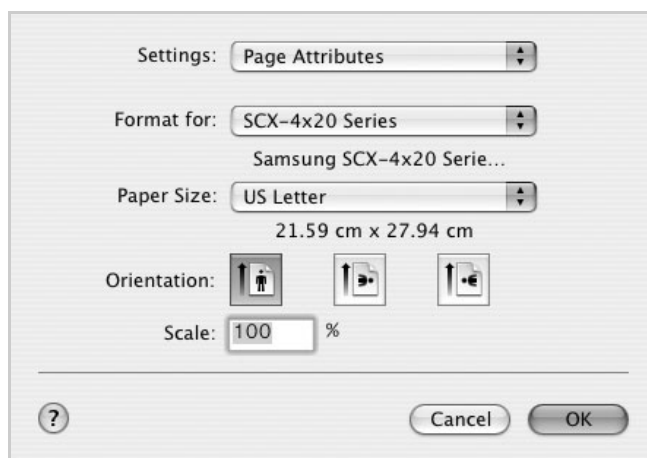 Settings: Page Attributes
Format for: SCX-4x20 Series
Samsung SCX-4x20 Serie...
Paper Size: US Letter
21.59 cm x 27.94 cm
Orientation:
Scale: 100 %
? Cancel OK